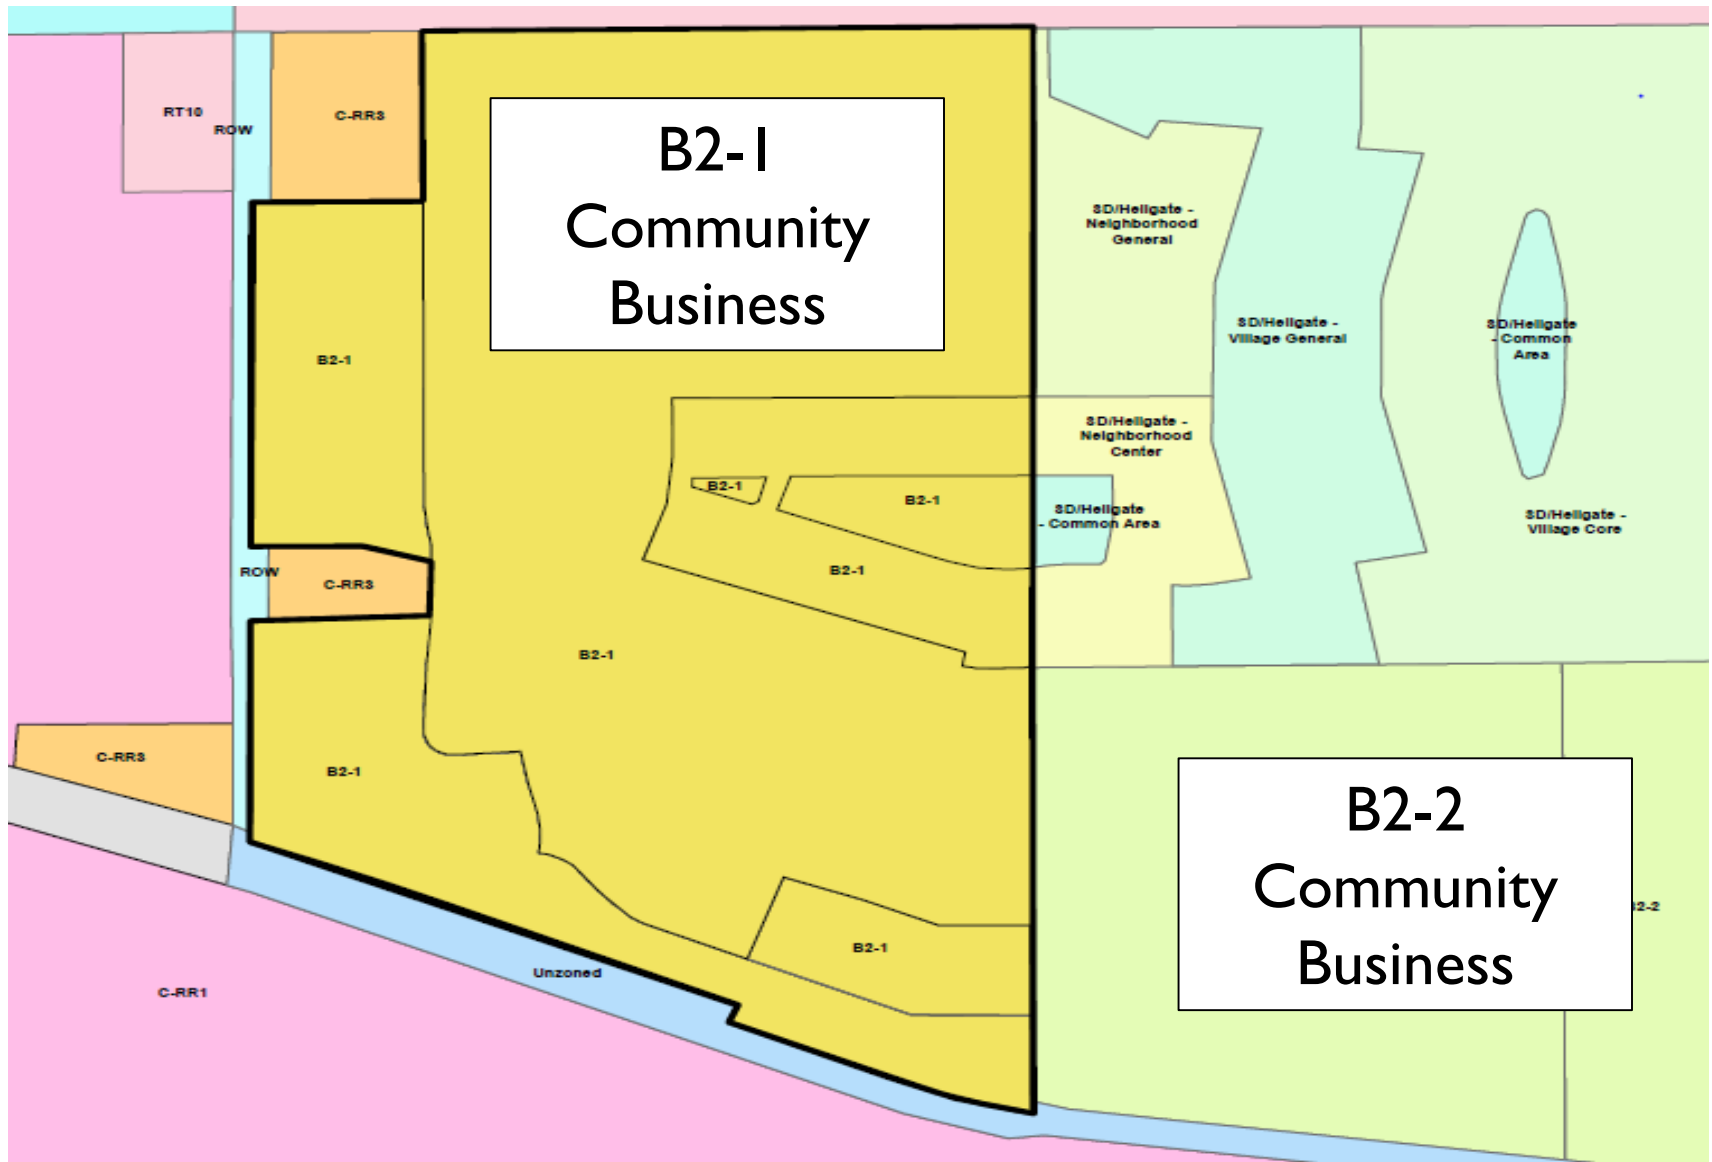 RT10
ROW
C-RR3
B2-1
Community
Business
SD/Hellgate -
Neighborhood
General
SD/Hellgate -
Village General
SD/Hellgate
- Common
Area
B2-1
SD/Hellgate -
Neighborhood
Center
B2-1
B2-1
SD/Hellgate
- Common Area
SD/Hellgate -
Village Core
ROW
C-RR3
B2-1
B2-1
C-RR3
B2-1
B2-2
Community
Business
B2-2
B2-1
Unzoned
C-RR1